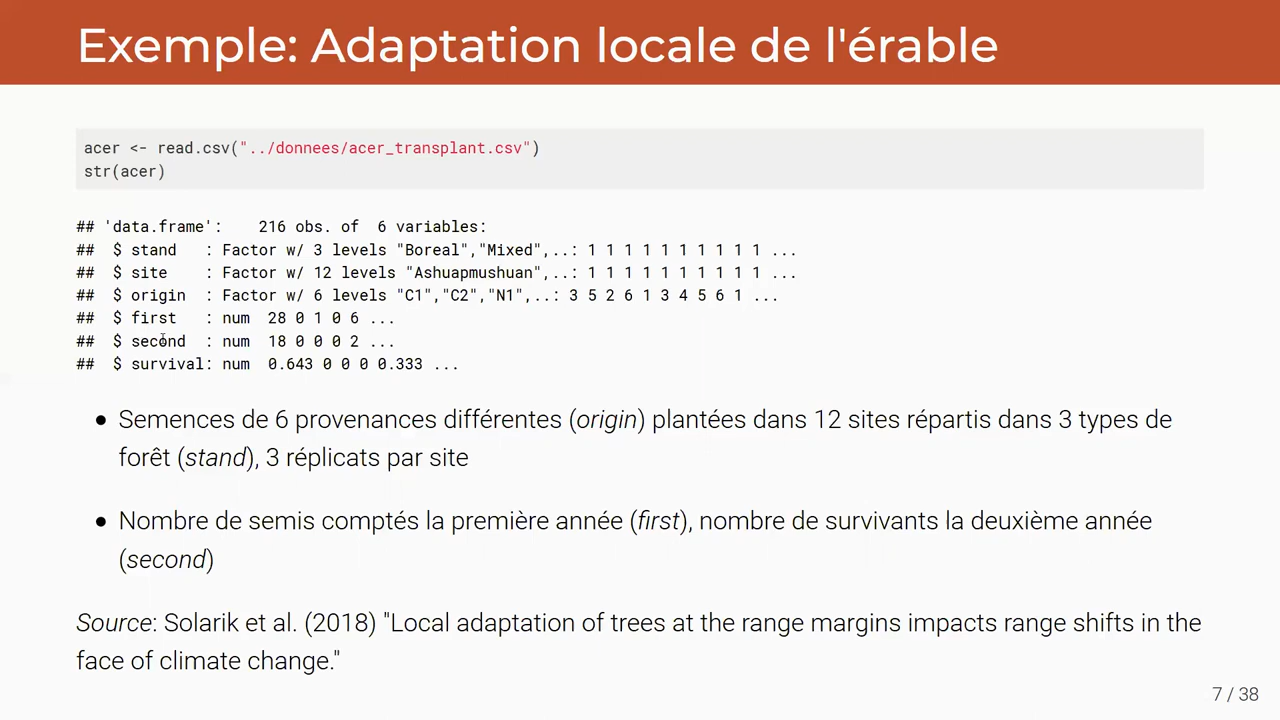 Exemple: Adaptation locale de l'érable
acer <- read.csv("../donnees/acer_transplant.csv")
str(acer)
## 'data.frame':    216 obs. of  6 variables:
##  $ stand   : Factor w/ 3 levels "Boreal","Mixed",..: 1 1 1 1 1 1 1 1 1 1 ...
##  $ site    : Factor w/ 12 levels "Ashuapmushuan",..: 1 1 1 1 1 1 1 1 1 1 ...
##  $ origin  : Factor w/ 6 levels "C1","C2","N1",..: 3 5 2 6 1 3 4 5 6 1 ...
##  $ first   : num  28 0 1 0 6 ...
##  $ second  : num  18 0 0 0 2 ...
##  $ survival: num  0.643 0 0 0 0.333 ...
• Semences de 6 provenances différentes (origin) plantées dans 12 sites répartis dans 3 types de
forêt (stand), 3 réplicats par site
• Nombre de semis comptés la première année (first), nombre de survivants la deuxième année
(second)
Source: Solarik et al. (2018) "Local adaptation of trees at the range margins impacts range shifts in the
face of climate change."
7 / 38